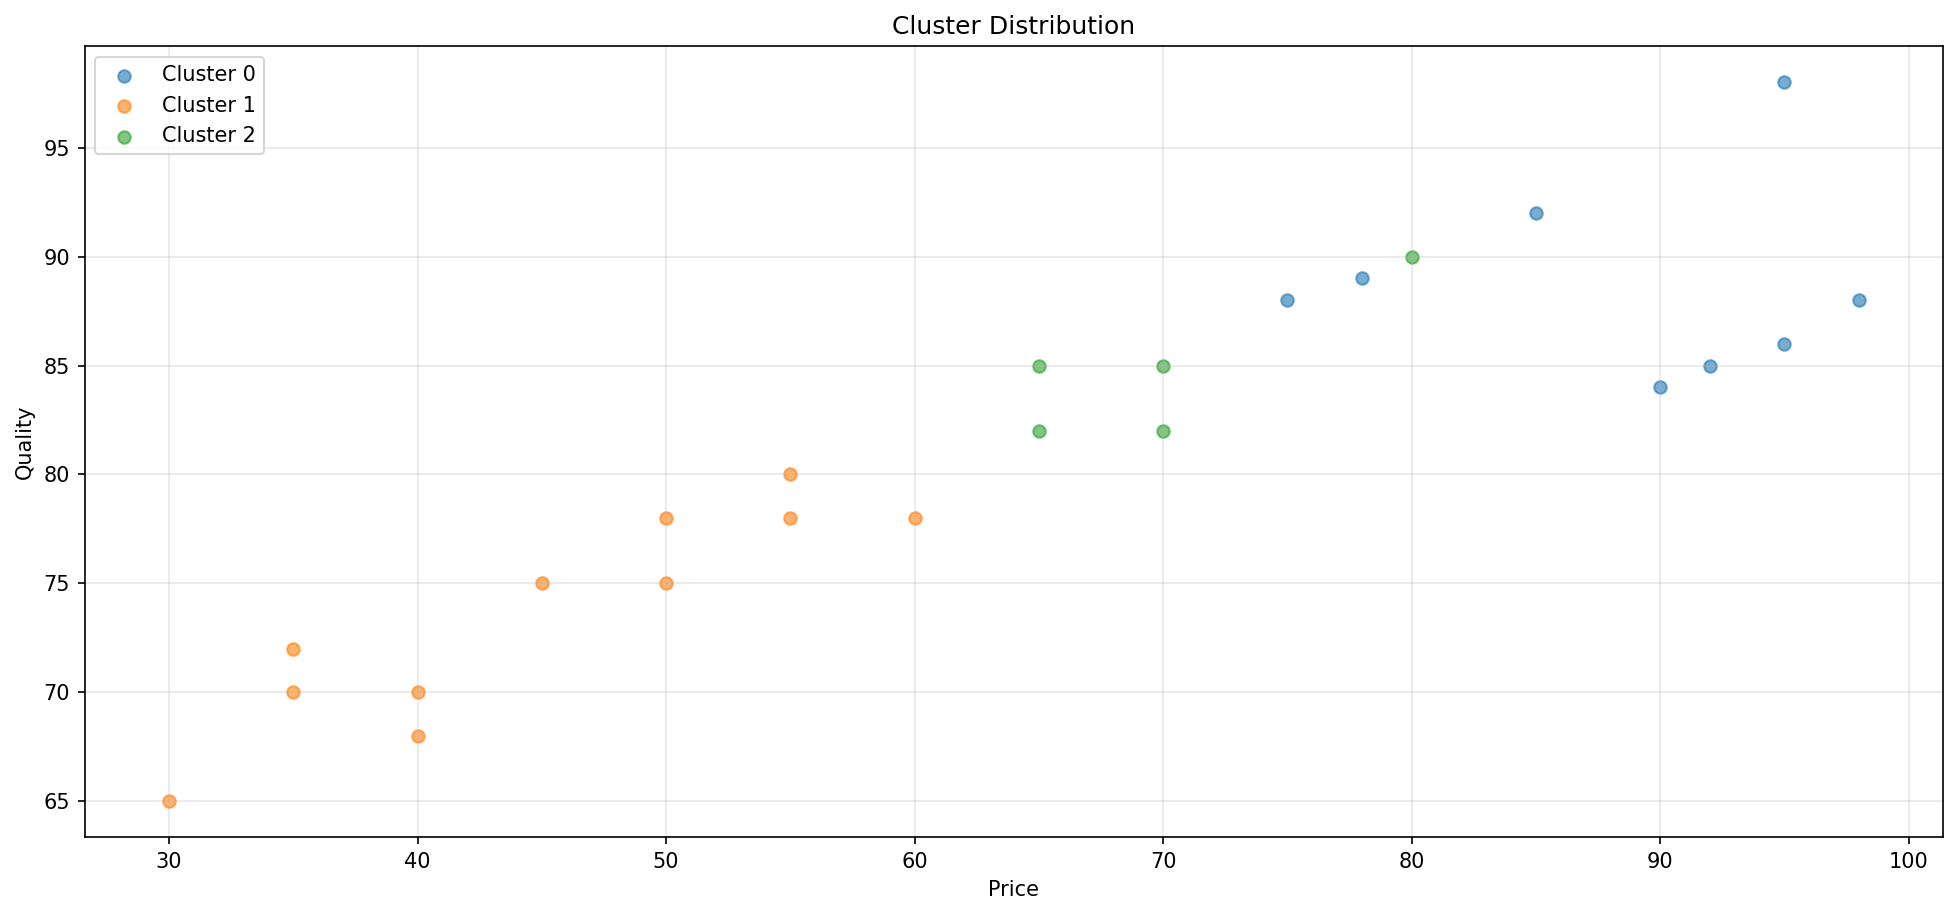 Cluster Distribution
Cluster 0
Cluster 1
Cluster 2
95
90
85
80
75
70
65
Quality
30 40 50 60 70 80 90 100
Price